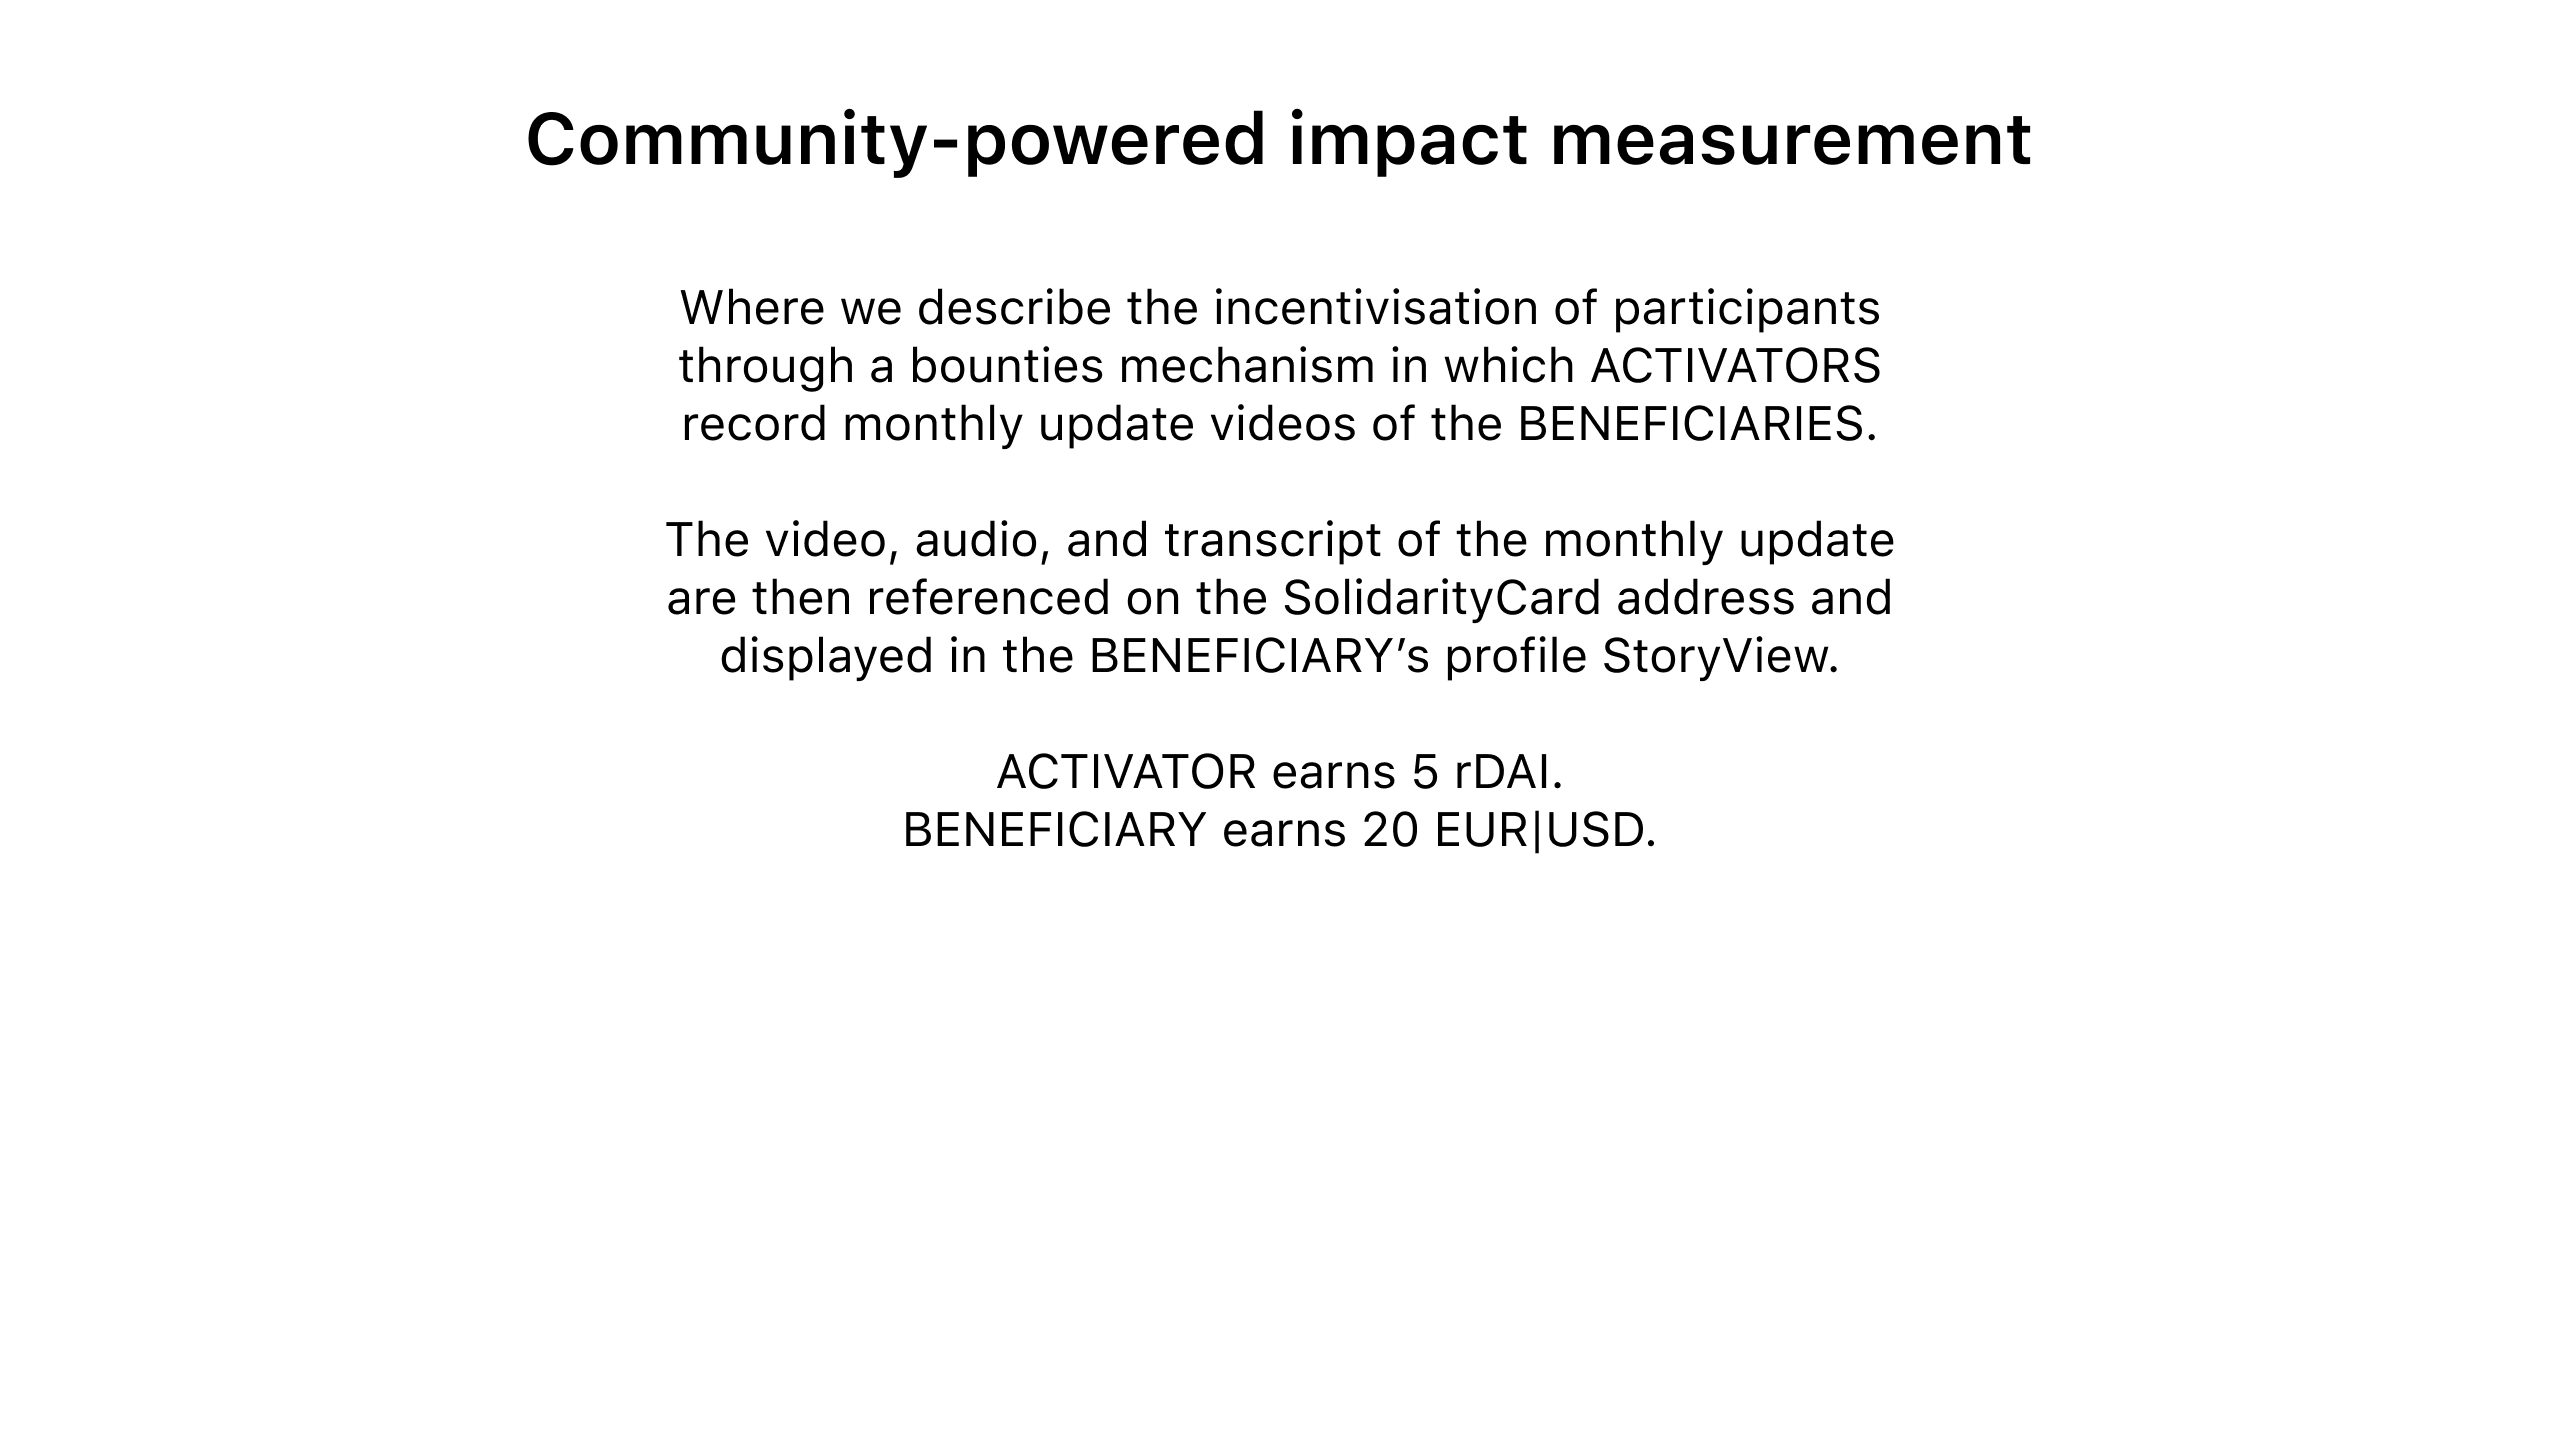 Community-powered impact measurement
Where we describe the incentivisation of participants
through a bounties mechanism in which ACTIVATORS
record monthly update videos of the BENEFICIARIES.
The video, audio, and transcript of the monthly update
are then referenced on the SolidarityCard address and
displayed in the BENEFICIARY’s profile StoryView.
ACTIVATOR earns 5 rDAI.
BENEFICIARY earns 20 EUR|USD.